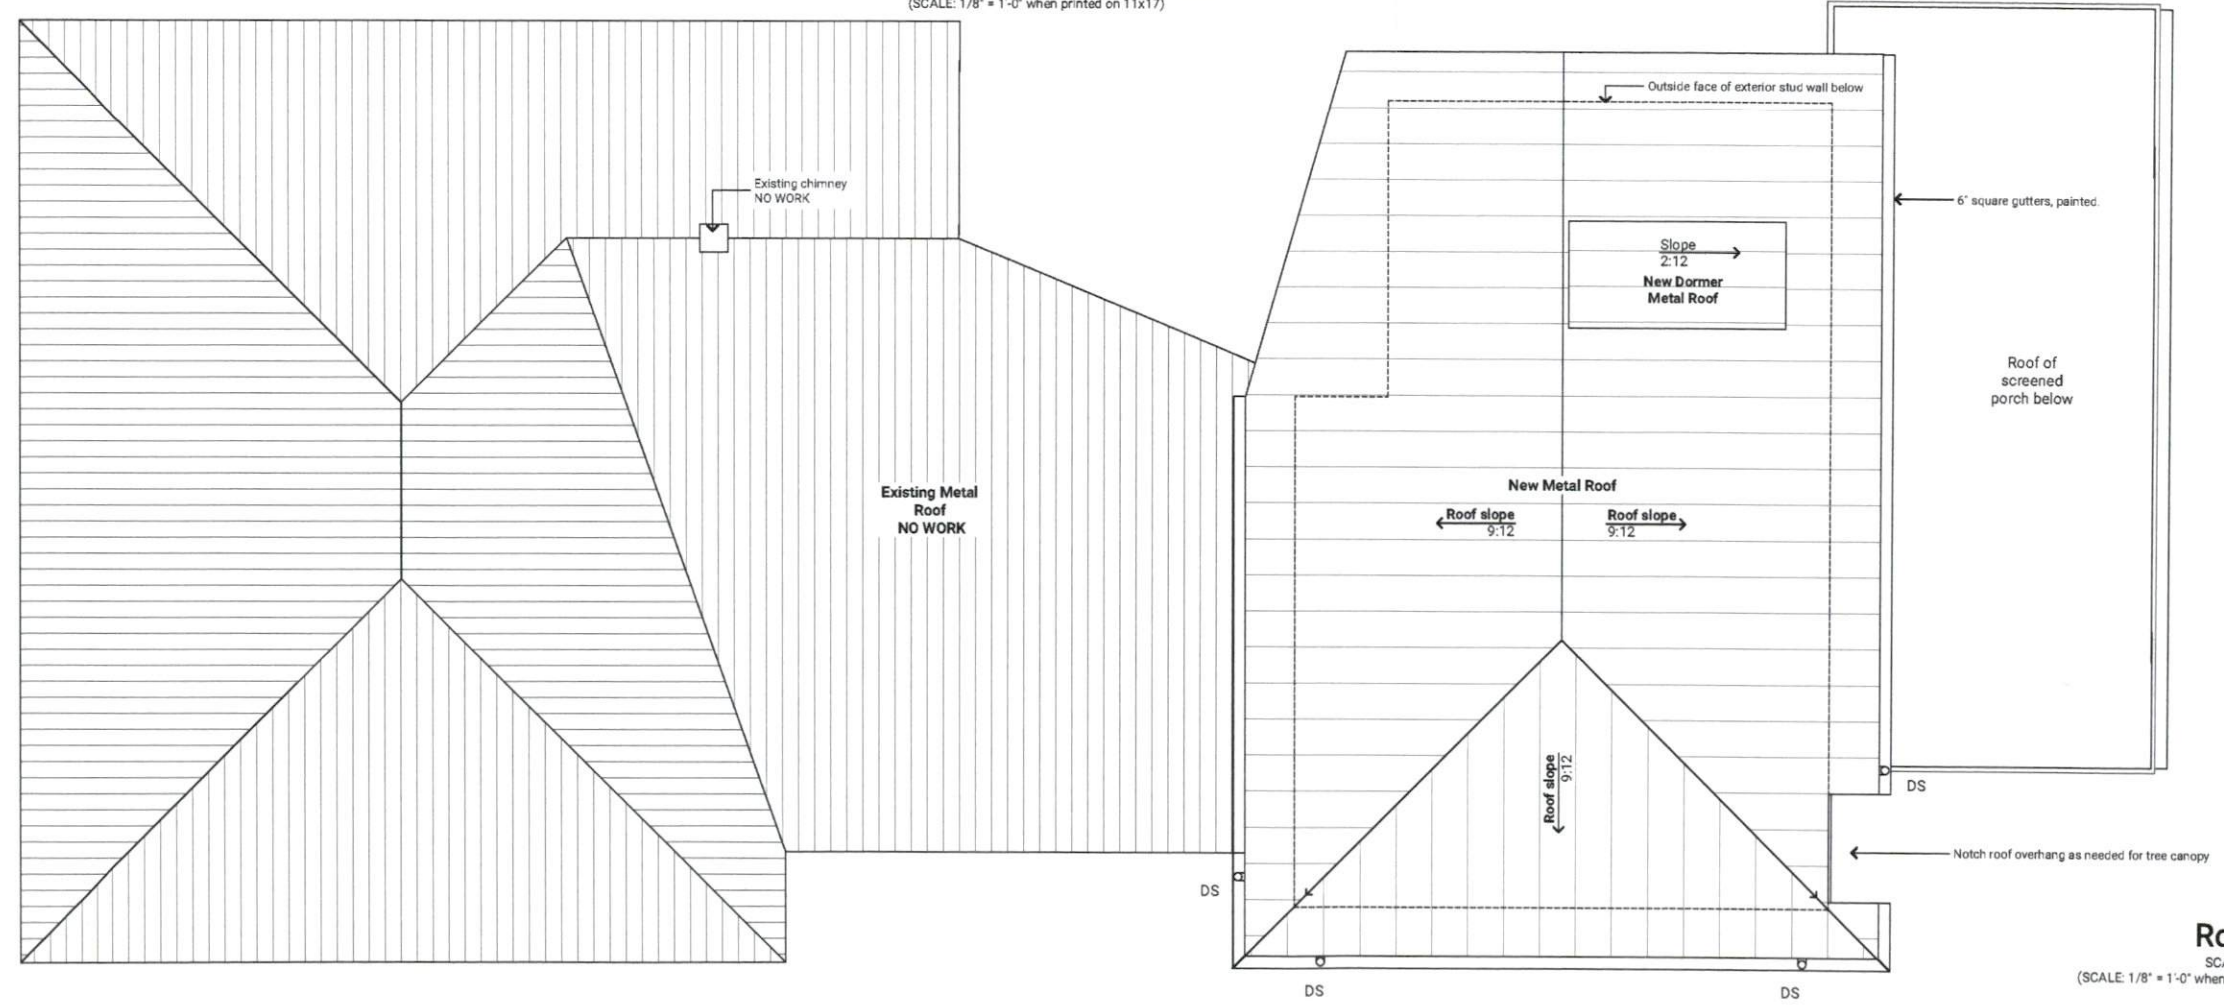 (SCALE: 1/8" = 1'-0" when printed on 11x17)
Outside face of exterior stud wall below
Existing chimney
NO WORK
6" square gutters, painted.
Slope
2:12
New Dormer
Metal Roof
Roof of
screened
porch below
Existing Metal
Roof
NO WORK
New Metal Roof
Roof slope
9:12
Roof slope
9:12
Roof slope
9:12
DS
Notch roof overhang as needed for tree canopy
DS
DS
DS
(SCALE: 1/8" = 1'-0" when